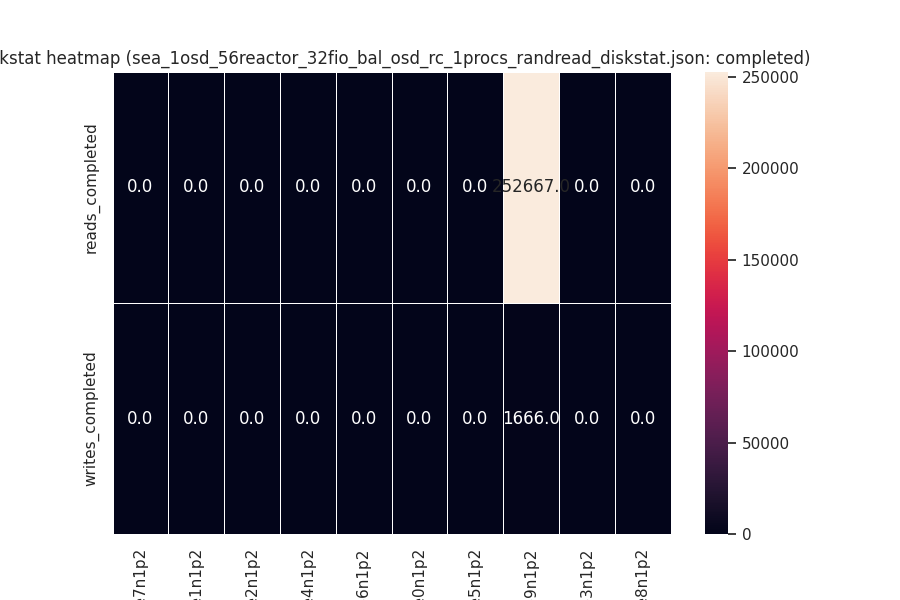 kstat heatmap (sea_1osd_56reactor_32fio_bal_osd_rc_1procs_randread_diskstat.json: completed)
reads_completed
0.0 0.0 0.0 0.0 0.0 0.0 0.0 252667.0 0.0 0.0
writes_completed
0.0 0.0 0.0 0.0 0.0 0.0 0.0 1666.0 0.0 0.0
7n1p2
1n1p2
2n1p2
4n1p2
6n1p2
0n1p2
5n1p2
9n1p2
3n1p2
8n1p2
250000
200000
150000
100000
50000
0